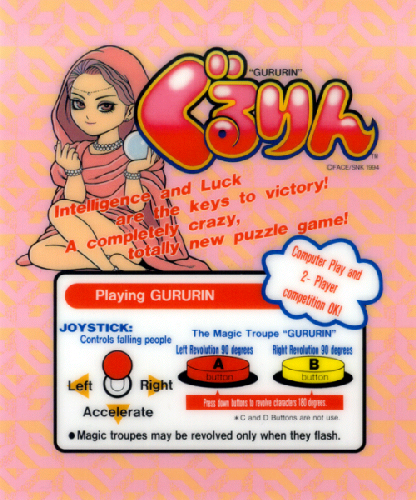 "GURURIN"
ぐるりん
TM
©FACE/SNK 1994
Intelligence and Luck
are the keys to victory!
A completely crazy,
totally new puzzle game!
Computer Play and
2- Player
competition OK!
Playing GURURIN
JOYSTICK:
Controls falling people
Left
Right
Accelerate
The Magic Troupe "GURURIN"
Left Revolution 90 degrees
Right Revolution 90 degrees
A
button
B
button
Press down buttons to revolve characters 180 degrees.
* C and D Buttons are not use.
●Magic troupes may be revolved only when they flash.